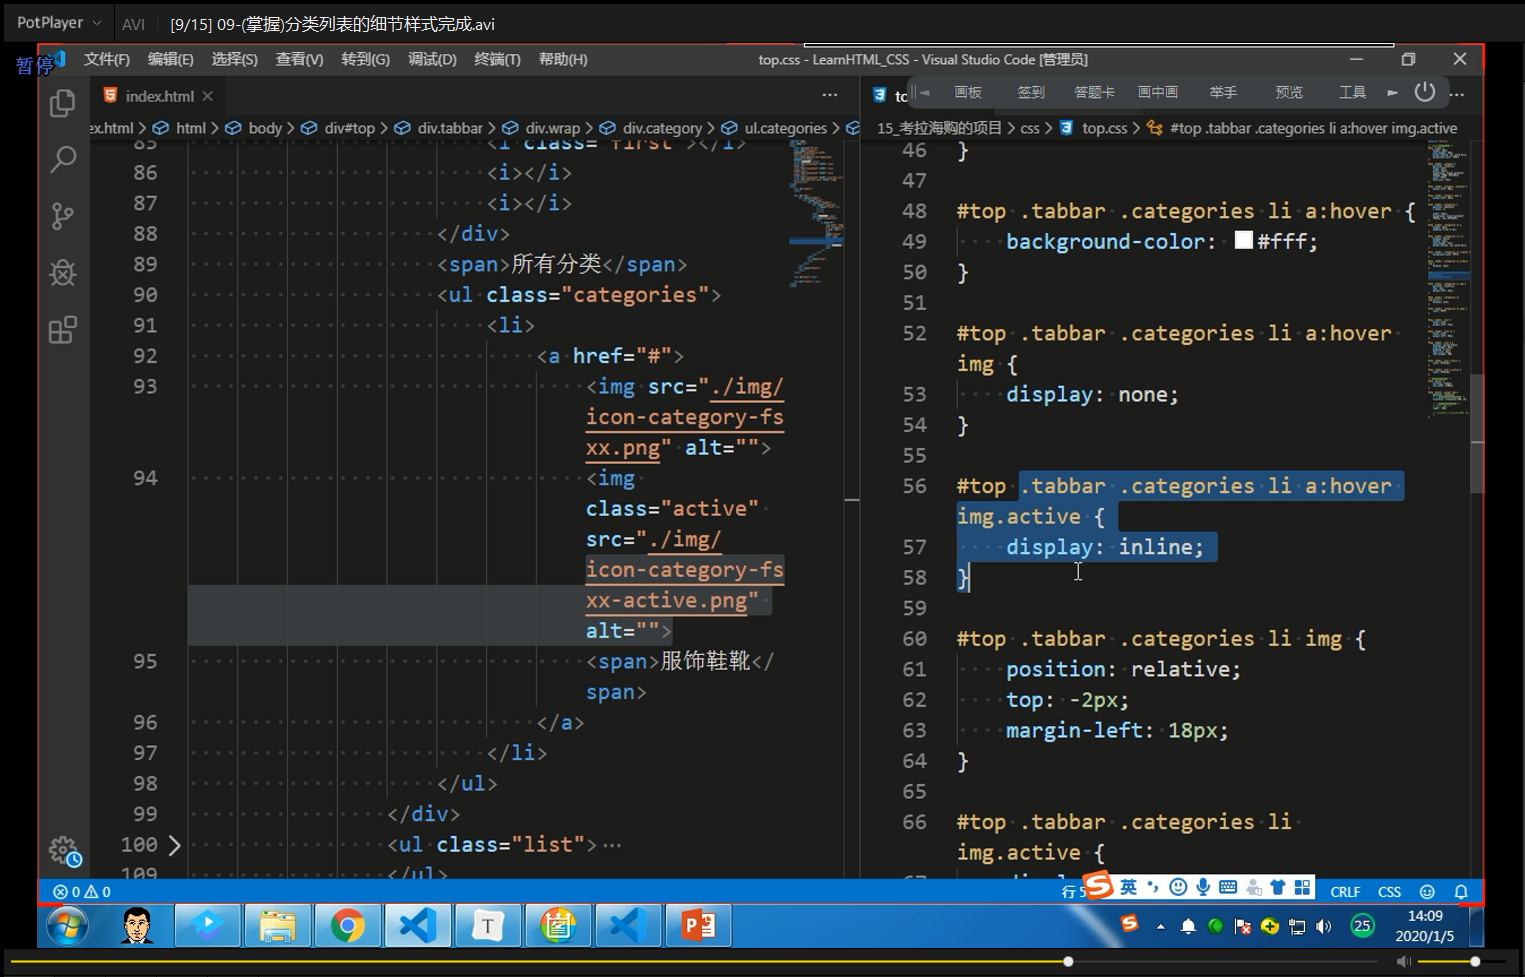 PotPlayer AVI [9/15] 09-(掌握)分类列表的细节样式完成.avi
暂停
文件(F) 编辑(E) 选择(S) 查看(V) 转到(G) 调试(D) 终端(T) 帮助(H) top.css - LearnHTML_CSS - Visual Studio Code [管理员]
index.html
画板 签到 答题卡 画中画 举手 预览 工具
ex.html > html > body > div#top > div.tabbar > div.wrap > div.category > ul.categories >
15_考拉海购的项目 > css > top.css > #top .tabbar .categories li a:hover img.active
85 <i class="first"></i>
86 <i></i>
87 <i></i>
88 </div>
89 <span>所有分类</span>
90 <ul class="categories">
91 <li>
92 <a href="#">
93 <img src="./img/
icon-category-fs
xx.png" alt="">
94 <img
class="active"
src="./img/
icon-category-fs
xx-active.png"
alt="">
95 <span>服饰鞋靴</
span>
96 </a>
97 </li>
98 </ul>
99 </div>
100 <ul class="list">…
109 </ul>
46 }
47
48 #top .tabbar .categories li a:hover {
49 background-color: #fff;
50 }
51
52 #top .tabbar .categories li a:hover
img {
53 display: none;
54 }
55
56 #top .tabbar .categories li a:hover
img.active {
57 display: inline;
58 }
59
60 #top .tabbar .categories li img {
61 position: relative;
62 top: -2px;
63 margin-left: 18px;
64 }
65
66 #top .tabbar .categories li
img.active {
67
0 0 行 5 英 CRLF CSS
T 25 14:09
2020/1/5